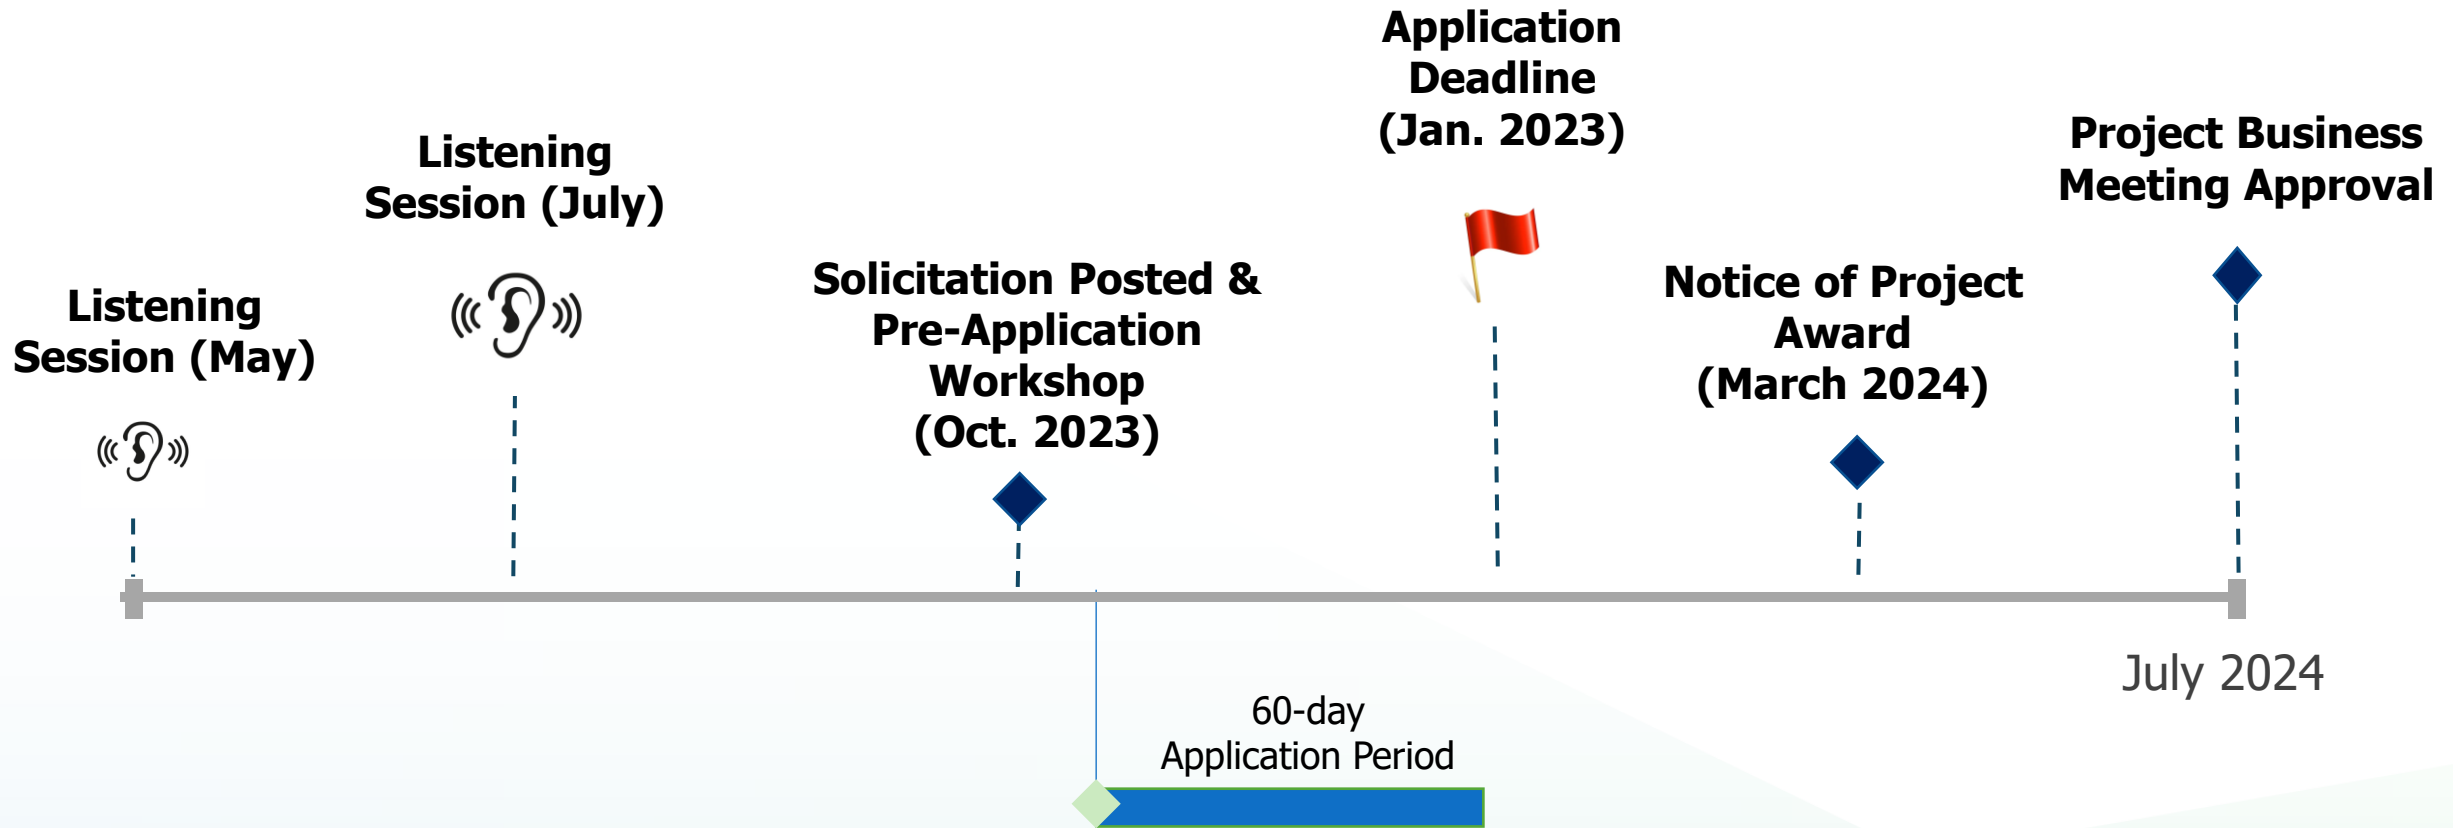 Listening
Session (May)
Listening
Session (July)
Solicitation Posted &
Pre-Application
Workshop
(Oct. 2023)
Application
Deadline
(Jan. 2023)
Notice of Project
Award
(March 2024)
Project Business
Meeting Approval
July 2024
60-day
Application Period